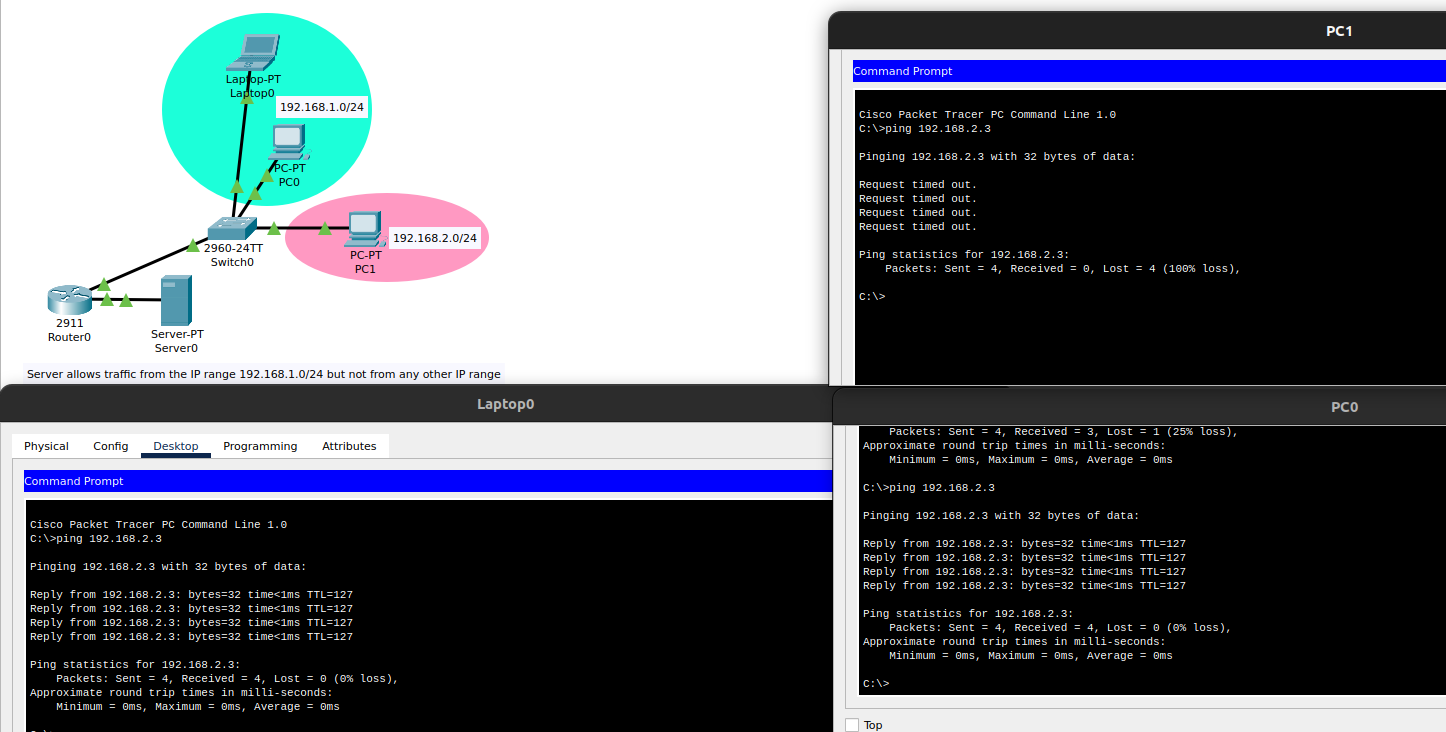 Laptop-PT
Laptop0
192.168.1.0/24
PC-PT
PC0
192.168.2.0/24
2960-24TT
Switch0
PC-PT
PC1
2911
Router0
Server-PT
Server0
Server allows traffic from the IP range 192.168.1.0/24 but not from any other IP range
PC1
Command Prompt
Cisco Packet Tracer PC Command Line 1.0
C:\>ping 192.168.2.3
Pinging 192.168.2.3 with 32 bytes of data:
Request timed out.
Request timed out.
Request timed out.
Request timed out.
Ping statistics for 192.168.2.3:
Packets: Sent = 4, Received = 0, Lost = 4 (100% loss),
C:\>
Laptop0
Physical Config Desktop Programming Attributes
Command Prompt
Cisco Packet Tracer PC Command Line 1.0
C:\>ping 192.168.2.3
Pinging 192.168.2.3 with 32 bytes of data:
Reply from 192.168.2.3: bytes=32 time<1ms TTL=127
Reply from 192.168.2.3: bytes=32 time<1ms TTL=127
Reply from 192.168.2.3: bytes=32 time<1ms TTL=127
Reply from 192.168.2.3: bytes=32 time<1ms TTL=127
Ping statistics for 192.168.2.3:
Packets: Sent = 4, Received = 4, Lost = 0 (0% loss),
Approximate round trip times in milli-seconds:
Minimum = 0ms, Maximum = 0ms, Average = 0ms
PC0
Packets: Sent = 4, Received = 3, Lost = 1 (25% loss),
Approximate round trip times in milli-seconds:
Minimum = 0ms, Maximum = 0ms, Average = 0ms
C:\>ping 192.168.2.3
Pinging 192.168.2.3 with 32 bytes of data:
Reply from 192.168.2.3: bytes=32 time<1ms TTL=127
Reply from 192.168.2.3: bytes=32 time<1ms TTL=127
Reply from 192.168.2.3: bytes=32 time<1ms TTL=127
Reply from 192.168.2.3: bytes=32 time<1ms TTL=127
Ping statistics for 192.168.2.3:
Packets: Sent = 4, Received = 4, Lost = 0 (0% loss),
Approximate round trip times in milli-seconds:
Minimum = 0ms, Maximum = 0ms, Average = 0ms
C:\>
Top